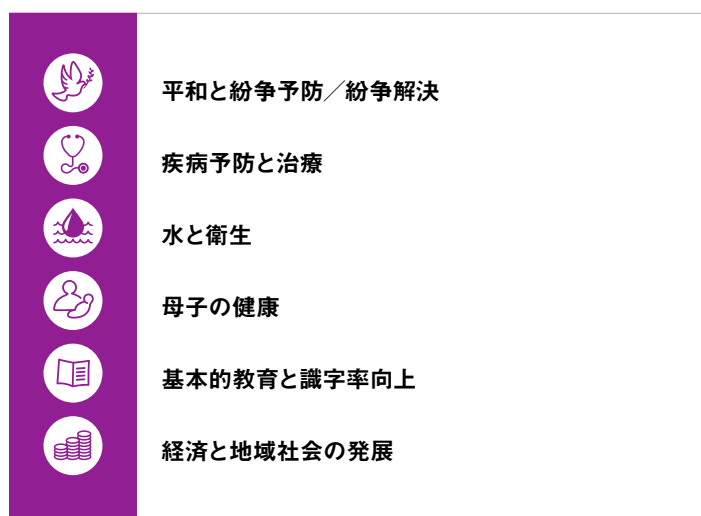 平和と紛争予防／紛争解決
疾病予防と治療
水と衛生
母子の健康
基本的教育と識字率向上
経済と地域社会の発展